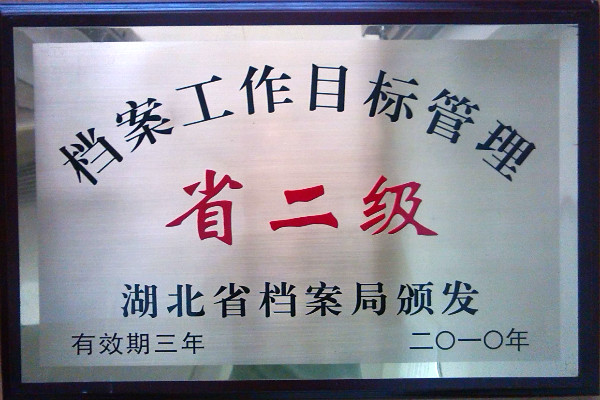 档案工作目标管理
省二级
湖北省档案局颁发
有效期三年
二〇一〇年